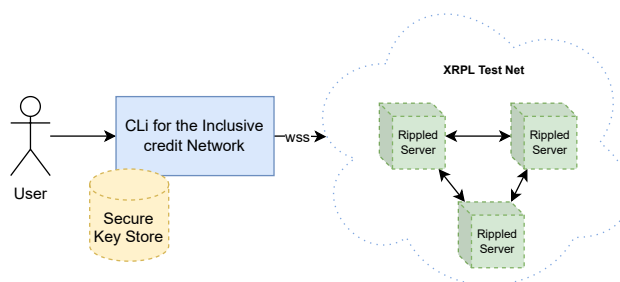 XRPL Test Net
CLi for the Inclusive
credit Network
wss
Rippled
Server
Rippled
Server
User
Secure
Key Store
Rippled
Server